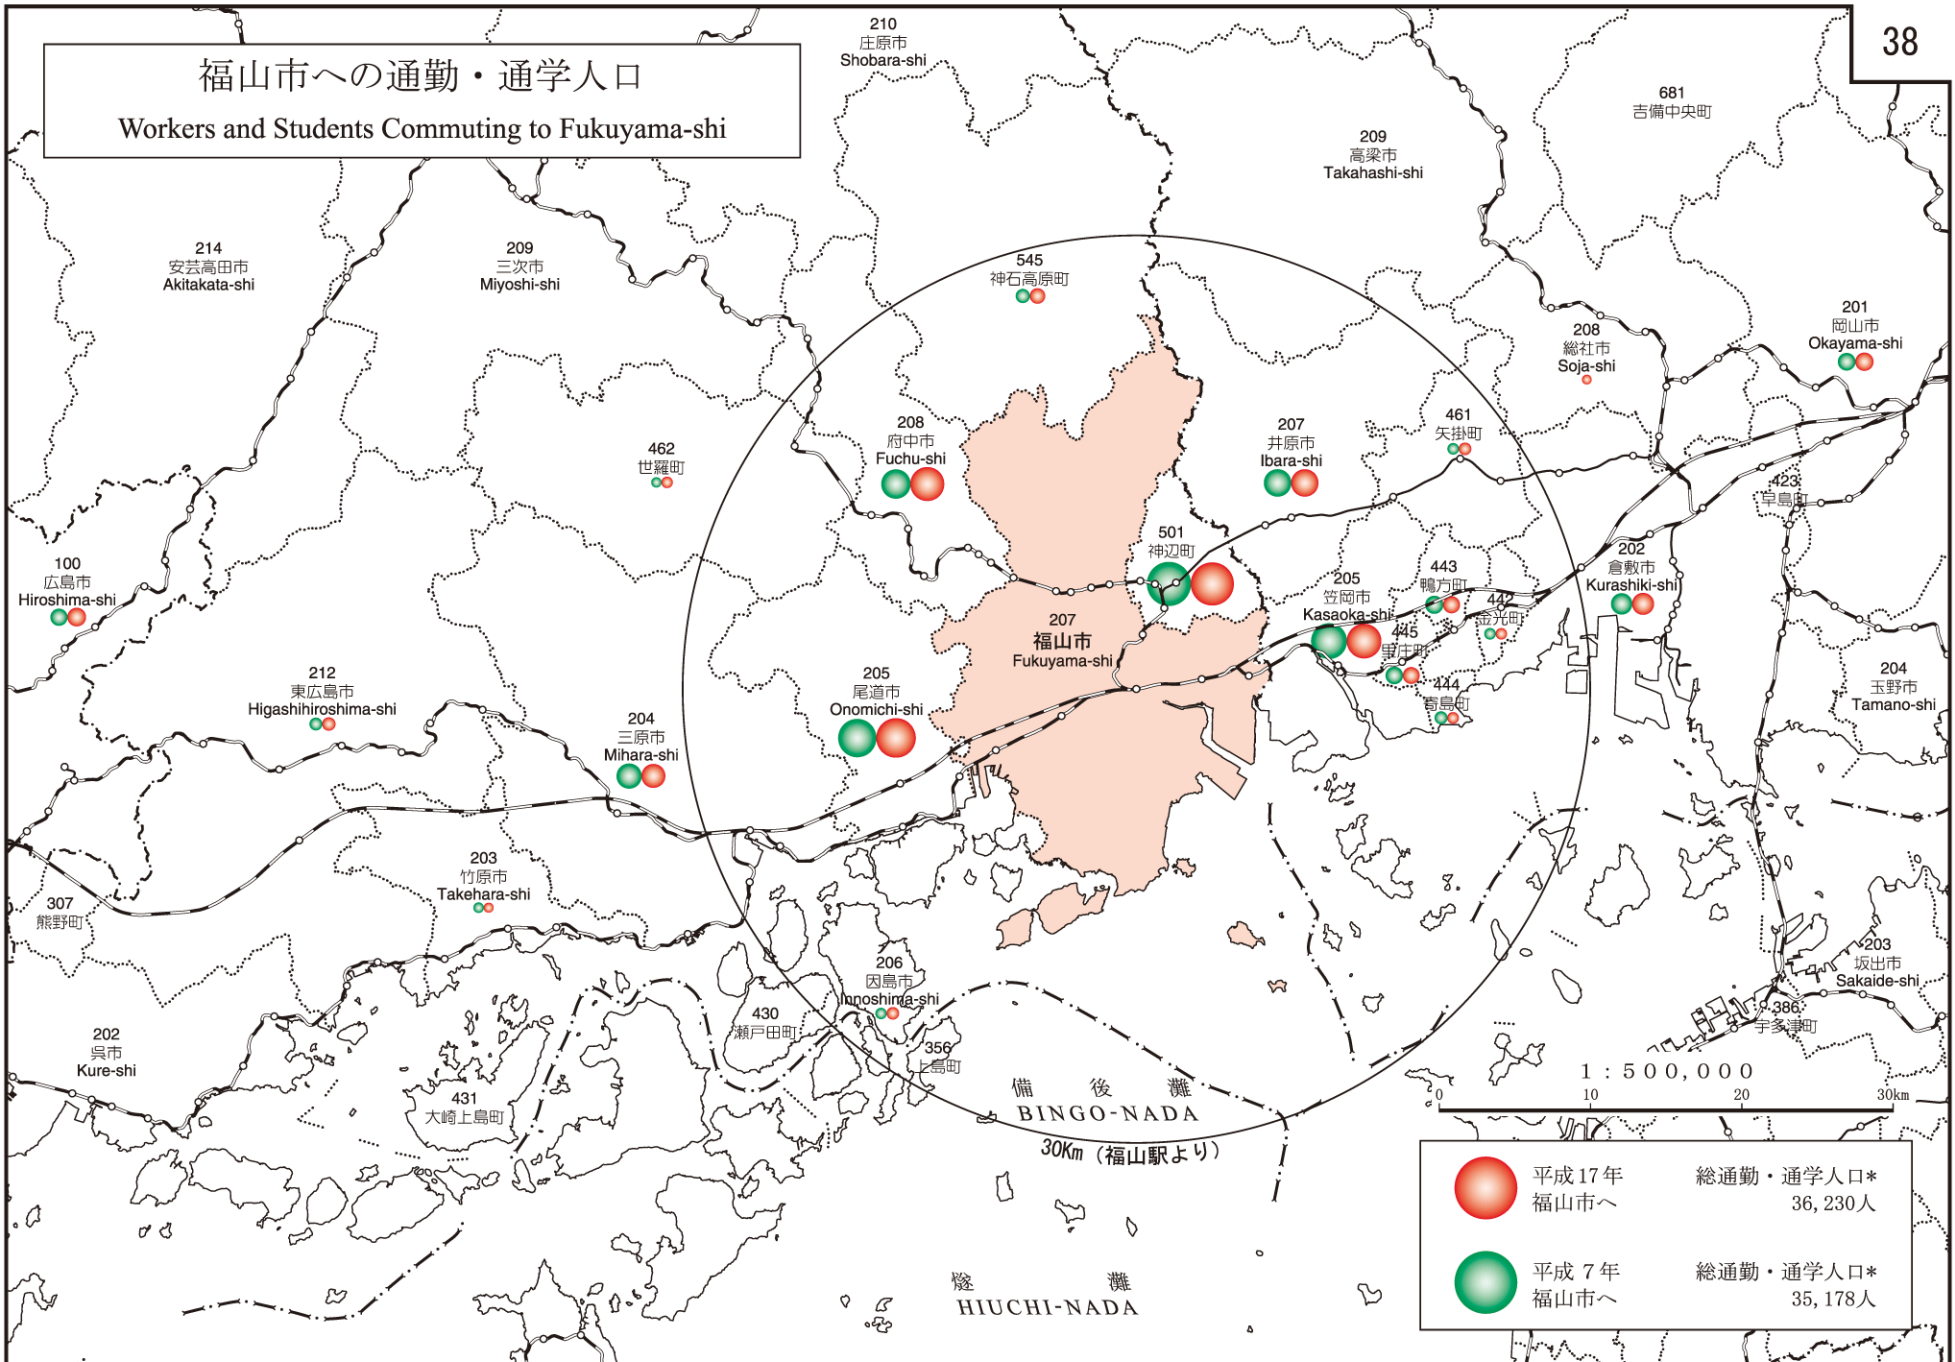 福山市への通勤・通学人口
Workers and Students Commuting to Fukuyama-shi
38
210
庄原市
Shobara-shi
681
吉備中央町
209
高梁市
Takahashi-shi
214
安芸高田市
Akitakata-shi
209
三次市
Miyoshi-shi
545
神石高原町
201
岡山市
Okayama-shi
208
総社市
Soja-shi
208
府中市
Fuchu-shi
207
井原市
Ibara-shi
461
矢掛町
462
世羅町
423
早島町
501
神辺町
100
広島市
Hiroshima-shi
205
笠岡市
Kasaoka-shi
443
鴨方町
442
金光町
202
倉敷市
Kurashiki-shi
207
福山市
Fukuyama-shi
445
里庄町
444
寄島町
212
東広島市
Higashihiroshima-shi
204
三原市
Mihara-shi
205
尾道市
Onomichi-shi
204
玉野市
Tamano-shi
203
竹原市
Takehara-shi
307
熊野町
206
因島市
Innoshima-shi
203
坂出市
Sakaide-shi
430
瀬戸田町
386
宇多津町
202
呉市
Kure-shi
356
上島町
431
大崎上島町
備後灘
BINGO-NADA
30Km（福山駅より）
燧灘
HIUCHI-NADA
1：500,000
0 10 20 30km
平成17年 総通勤・通学人口*
福山市へ 36,230人
平成 7年 総通勤・通学人口*
福山市へ 35,178人